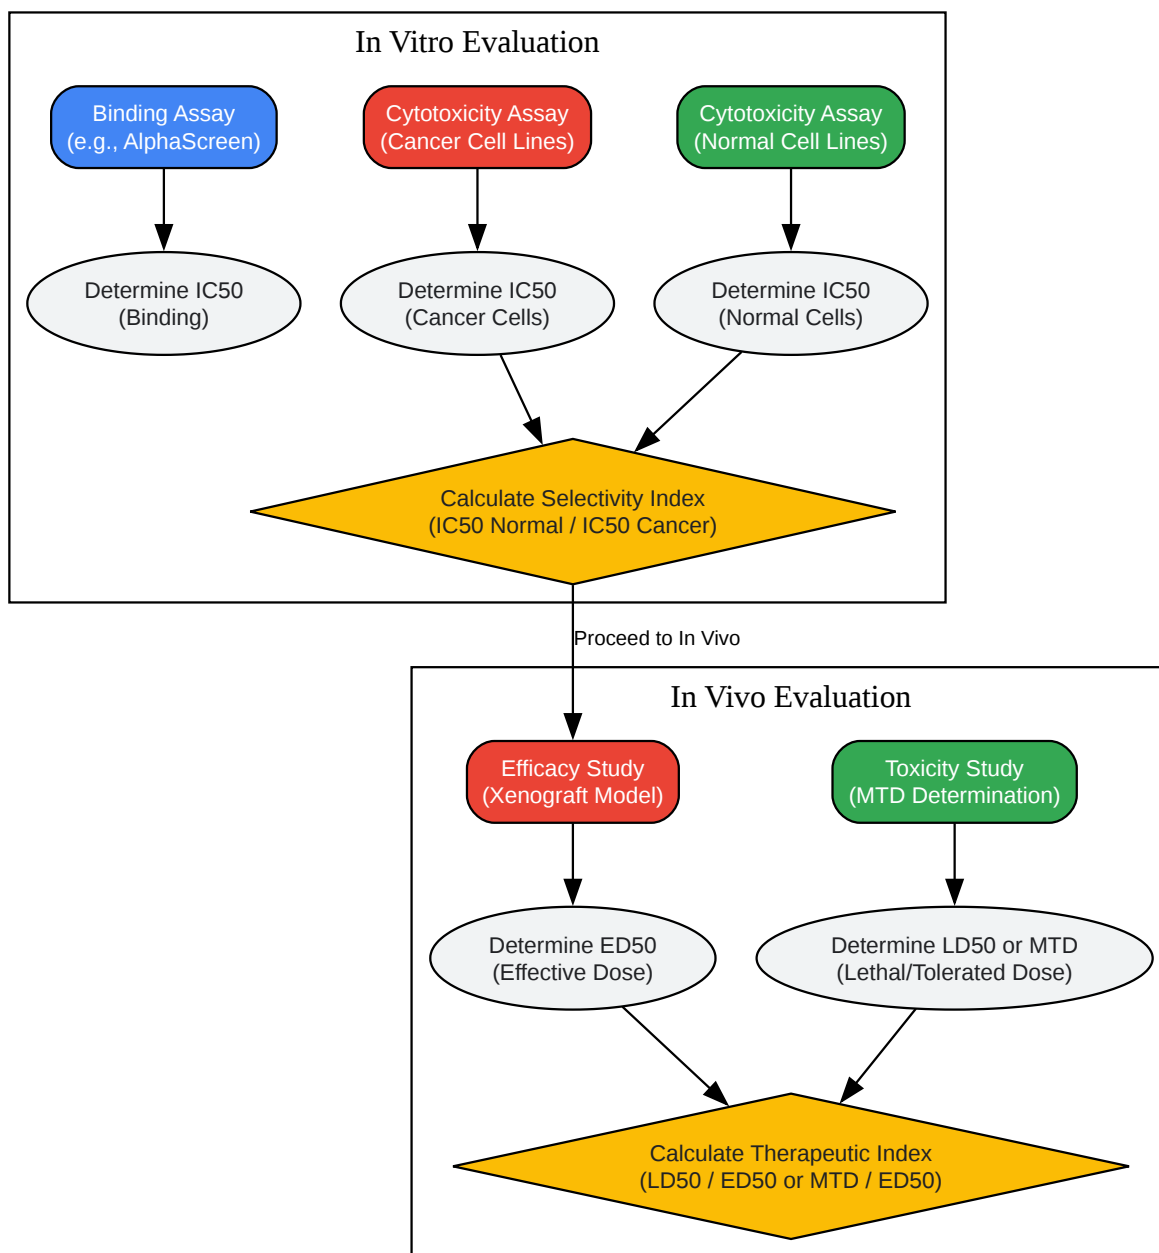 In Vitro Evaluation
Binding Assay
(e.g., AlphaScreen)
Cytotoxicity Assay
(Cancer Cell Lines)
Cytotoxicity Assay
(Normal Cell Lines)
Determine IC50
(Binding)
Determine IC50
(Cancer Cells)
Determine IC50
(Normal Cells)
Calculate Selectivity Index
(IC50 Normal / IC50 Cancer)
Proceed to In Vivo
In Vivo Evaluation
Efficacy Study
(Xenograft Model)
Toxicity Study
(MTD Determination)
Determine ED50
(Effective Dose)
Determine LD50 or MTD
(Lethal/Tolerated Dose)
Calculate Therapeutic Index
(LD50 / ED50 or MTD / ED50)